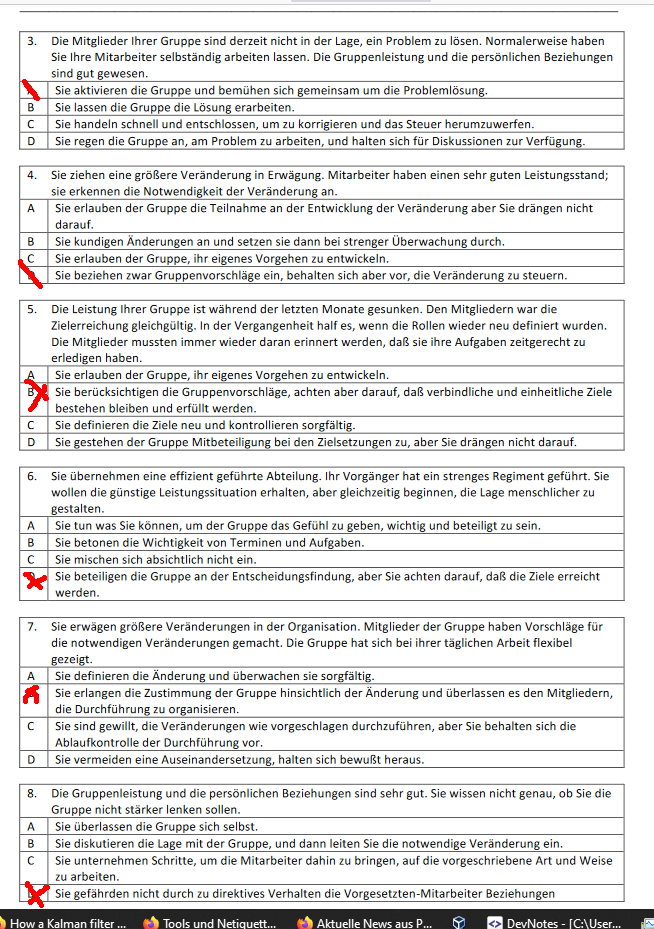 3. Die Mitglieder Ihrer Gruppe sind derzeit nicht in der Lage, ein Problem zu lösen. Normalerweise haben
Sie Ihre Mitarbeiter selbständig arbeiten lassen. Die Gruppenleistung und die persönlichen Beziehungen
sind gut gewesen.
Sie aktivieren die Gruppe und bemühen sich gemeinsam um die Problemlösung.
B Sie lassen die Gruppe die Lösung erarbeiten.
C Sie handeln schnell und entschlossen, um zu korrigieren und das Steuer herumzuwerfen.
D Sie regen die Gruppe an, am Problem zu arbeiten, und halten sich für Diskussionen zur Verfügung.
4. Sie ziehen eine größere Veränderung in Erwägung. Mitarbeiter haben einen sehr guten Leistungsstand;
sie erkennen die Notwendigkeit der Veränderung an.
A Sie erlauben der Gruppe die Teilnahme an der Entwicklung der Veränderung aber Sie drängen nicht
darauf.
B Sie kundigen Änderungen an und setzen sie dann bei strenger Überwachung durch.
C Sie erlauben der Gruppe, ihr eigenes Vorgehen zu entwickeln.
Sie beziehen zwar Gruppenvorschläge ein, behalten sich aber vor, die Veränderung zu steuern.
5. Die Leistung Ihrer Gruppe ist während der letzten Monate gesunken. Den Mitgliedern war die
Zielerreichung gleichgültig. In der Vergangenheit half es, wenn die Rollen wieder neu definiert wurden.
Die Mitglieder mussten immer wieder daran erinnert werden, daß sie ihre Aufgaben zeitgerecht zu
erledigen haben.
A Sie erlauben der Gruppe, ihr eigenes Vorgehen zu entwickeln.
B Sie berücksichtigen die Gruppenvorschläge, achten aber darauf, daß verbindliche und einheitliche Ziele
bestehen bleiben und erfüllt werden.
C Sie definieren die Ziele neu und kontrollieren sorgfältig.
D Sie gestehen der Gruppe Mitbeteiligung bei den Zielsetzungen zu, aber Sie drängen nicht darauf.
6. Sie übernehmen eine effizient geführte Abteilung. Ihr Vorgänger hat ein strenges Regiment geführt. Sie
wollen die günstige Leistungssituation erhalten, aber gleichzeitig beginnen, die Lage menschlicher zu
gestalten.
A Sie tun was Sie können, um der Gruppe das Gefühl zu geben, wichtig und beteiligt zu sein.
B Sie betonen die Wichtigkeit von Terminen und Aufgaben.
C Sie mischen sich absichtlich nicht ein.
Sie beteiligen die Gruppe an der Entscheidungsfindung, aber Sie achten darauf, daß die Ziele erreicht
werden.
7. Sie erwägen größere Veränderungen in der Organisation. Mitglieder der Gruppe haben Vorschläge für
die notwendigen Veränderungen gemacht. Die Gruppe hat sich bei ihrer täglichen Arbeit flexibel
gezeigt.
A Sie definieren die Änderung und überwachen sie sorgfältig.
Sie erlangen die Zustimmung der Gruppe hinsichtlich der Änderung und überlassen es den Mitgliedern,
die Durchführung zu organisieren.
C Sie sind gewillt, die Veränderungen wie vorgeschlagen durchzuführen, aber Sie behalten sich die
Ablaufkontrolle der Durchführung vor.
D Sie vermeiden eine Auseinandersetzung, halten sich bewußt heraus.
8. Die Gruppenleistung und die persönlichen Beziehungen sind sehr gut. Sie wissen nicht genau, ob Sie die
Gruppe nicht stärker lenken sollen.
A Sie überlassen die Gruppe sich selbst.
B Sie diskutieren die Lage mit der Gruppe, und dann leiten Sie die notwendige Veränderung ein.
C Sie unternehmen Schritte, um die Mitarbeiter dahin zu bringen, auf die vorgeschriebene Art und Weise
zu arbeiten.
Sie gefährden nicht durch zu direktives Verhalten die Vorgesetzten-Mitarbeiter Beziehungen
How a Kalman filter ... Tools und Netiquett... Aktuelle News aus P... DevNotes - [C:\User...